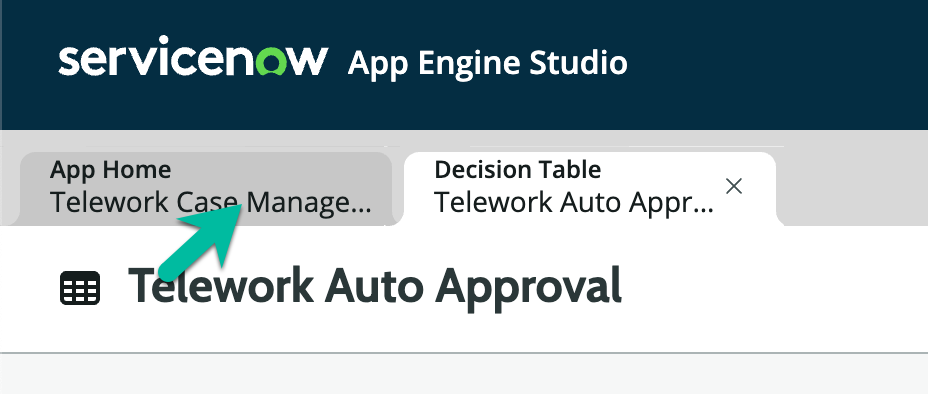 servicenow App Engine Studio
App Home
Telework Case Manage...
Decision Table
Telework Auto Appr...
Telework Auto Approval